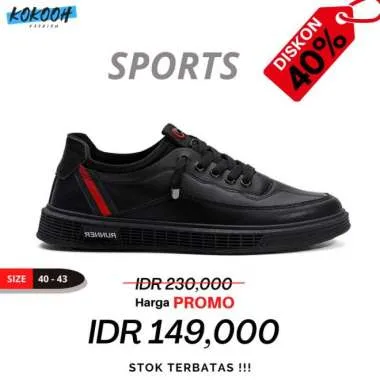 KOKOOH
FASHION
DISKON
40%
SPORTS
RUNNER
SIZE 40 - 43
IDR 230,000
Harga PROMO
IDR 149,000
STOK TERBATAS !!!